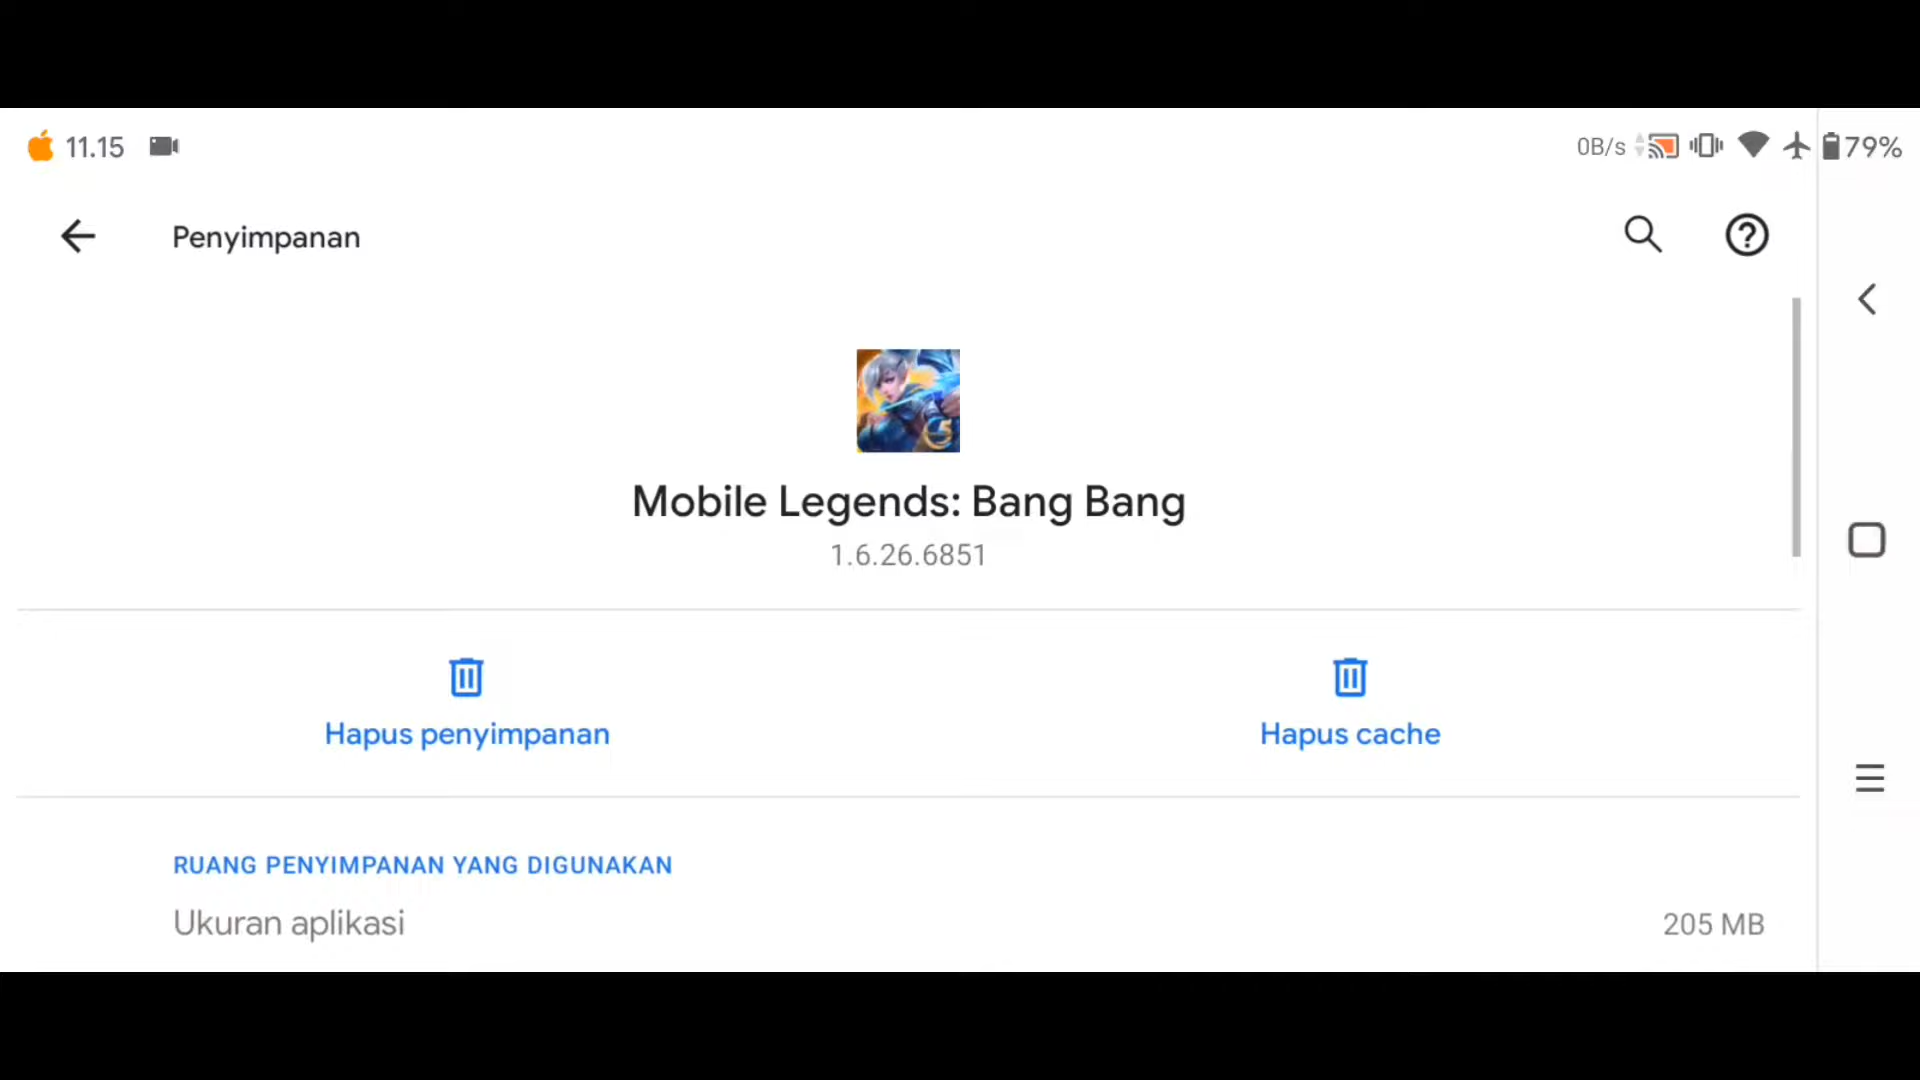 11.15
0B/s
79%
Penyimpanan
Mobile Legends: Bang Bang
1.6.26.6851
Hapus penyimpanan
Hapus cache
RUANG PENYIMPANAN YANG DIGUNAKAN
Ukuran aplikasi
205 MB